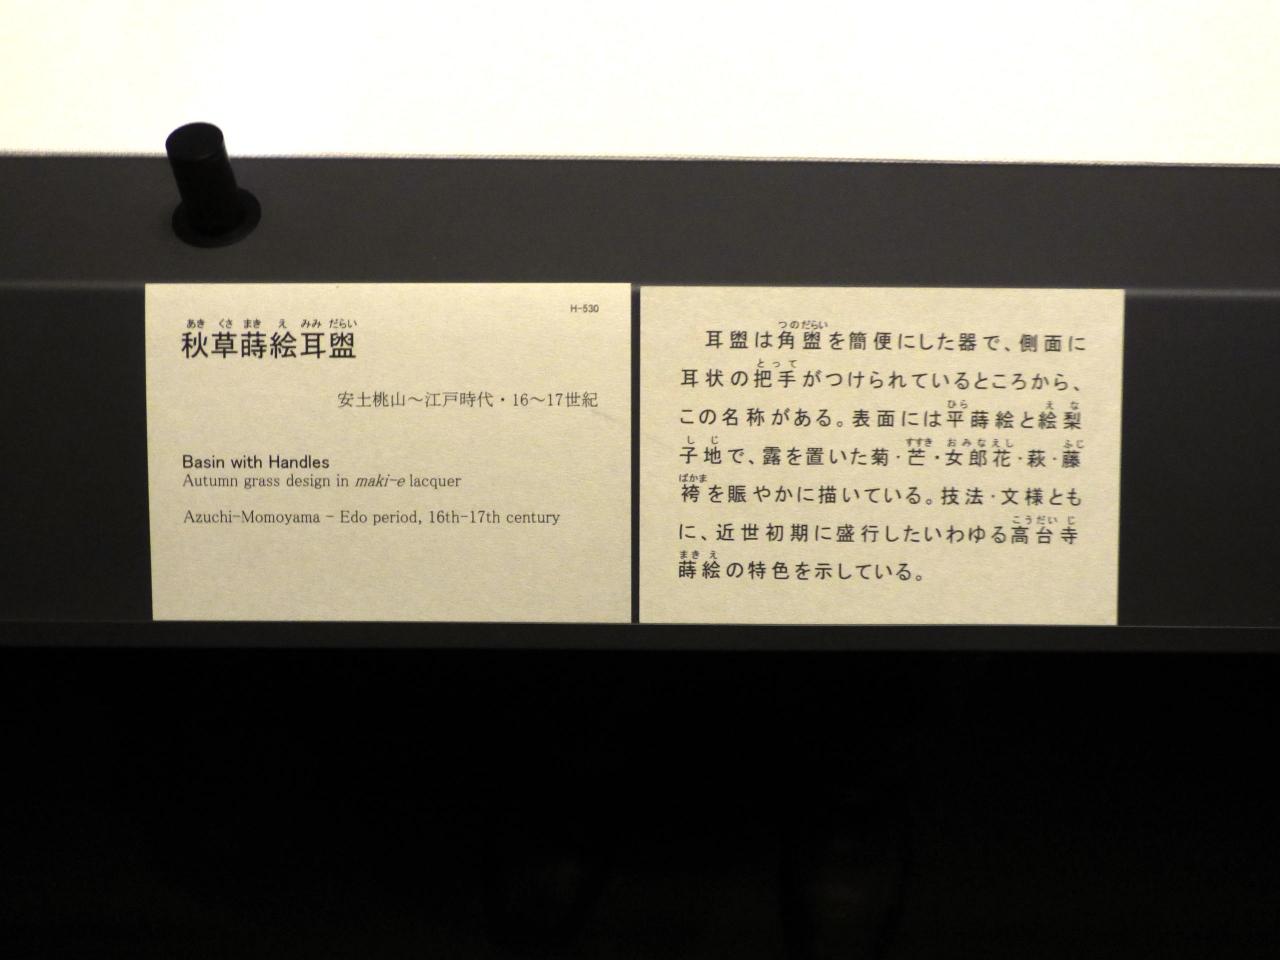 H-530
あき くさ まき え みみ だらい
秋草蒔絵耳盥
安土桃山～江戸時代・16～17世紀
Basin with Handles
Autumn grass design in maki-e lacquer
Azuchi-Momoyama – Edo period, 16th-17th century
つのだらい
耳盥は角盥を簡便にした器で、側面に
とって
耳状の把手がつけられているところから、
ひら え な
この名称がある。表面には平蒔絵と絵梨
し じ すすき おみなえし ふじ
子地で、露を置いた菊・芒・女郎花・萩・藤
ばかま
袴を賑やかに描いている。技法・文様とも
こうだい じ
に、近世初期に盛行したいわゆる高台寺
まき え
蒔絵の特色を示している。